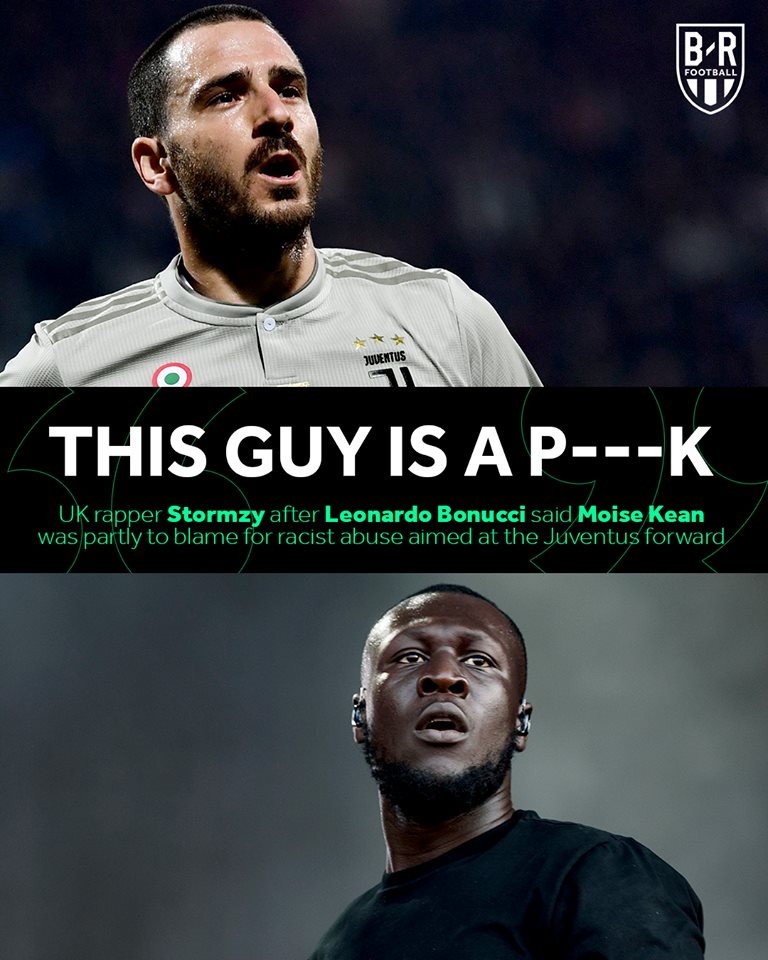 B/R
FOOTBALL
JUVENTUS
THIS GUY IS A P---K
UK rapper Stormzy after Leonardo Bonucci said Moise Kean
was partly to blame for racist abuse aimed at the Juventus forward